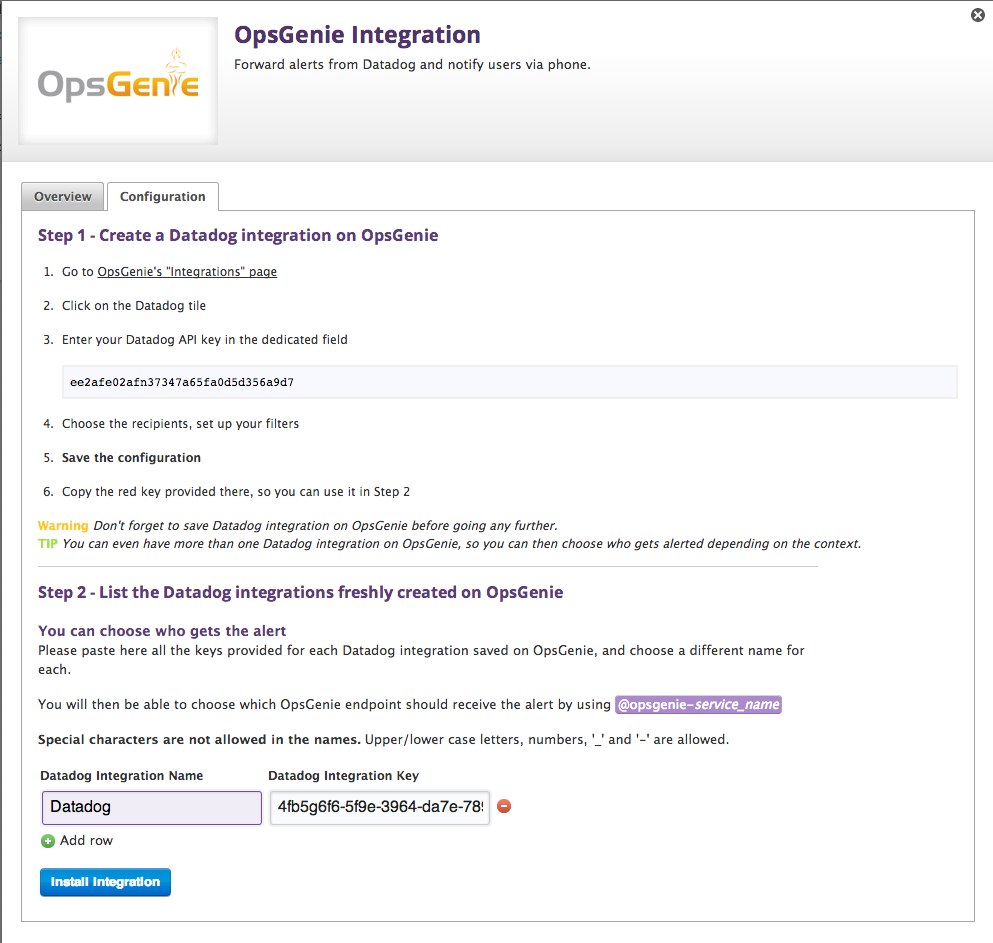 OpsGenie
OpsGenie Integration
Forward alerts from Datadog and notify users via phone.
Overview
Configuration
Step 1 - Create a Datadog integration on OpsGenie
1. Go to OpsGenie's "Integrations" page
2. Click on the Datadog tile
3. Enter your Datadog API key in the dedicated field
ee2afe02afn37347a65fa0d5d356a9d7
4. Choose the recipients, set up your filters
5. Save the configuration
6. Copy the red key provided there, so you can use it in Step 2
Warning Don't forget to save Datadog integration on OpsGenie before going any further.
TIP You can even have more than one Datadog integration on OpsGenie, so you can then choose who gets alerted depending on the context.
Step 2 - List the Datadog integrations freshly created on OpsGenie
You can choose who gets the alert
Please paste here all the keys provided for each Datadog integration saved on OpsGenie, and choose a different name for
each.
You will then be able to choose which OpsGenie endpoint should receive the alert by using @opsgenie-service_name
Special characters are not allowed in the names. Upper/lower case letters, numbers, '_' and '-' are allowed.
Datadog Integration Name
Datadog Integration Key
Datadog
4fb5g6f6-5f9e-3964-da7e-78
Add row
Install Integration